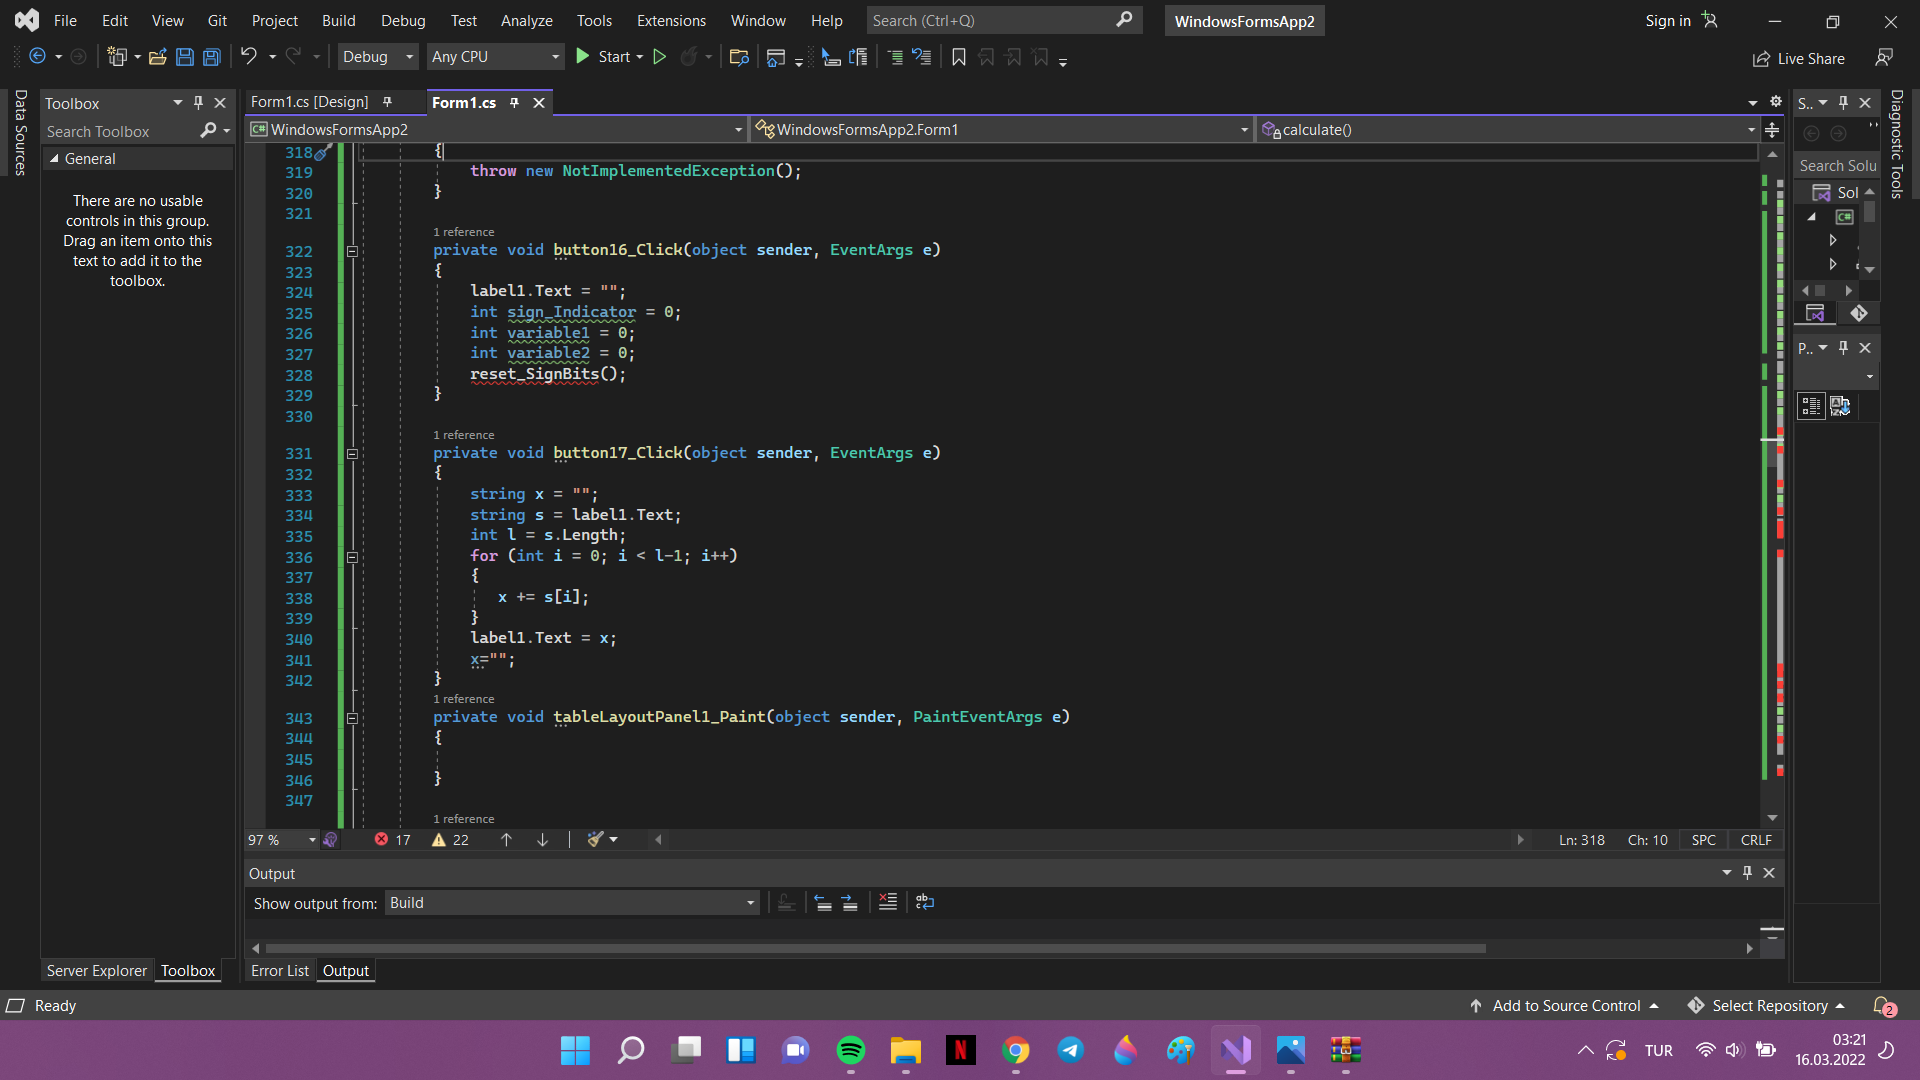 File Edit View Git Project Build Debug Test Analyze Tools Extensions Window Help Search (Ctrl+Q) WindowsFormsApp2 Sign in
Debug Any CPU Start Live Share
Data Sources
Toolbox
Search Toolbox
General
There are no usable
controls in this group.
Drag an item onto this
text to add it to the
toolbox.
Form1.cs [Design] Form1.cs
WindowsFormsApp2 WindowsFormsApp2.Form1 calculate()
318 {
319 throw new NotImplementedException();
320 }
321
1 reference
322 private void button16_Click(object sender, EventArgs e)
323 {
324 label1.Text = "";
325 int sign_Indicator = 0;
326 int variable1 = 0;
327 int variable2 = 0;
328 reset_SignBits();
329 }
330
1 reference
331 private void button17_Click(object sender, EventArgs e)
332 {
333 string x = "";
334 string s = label1.Text;
335 int l = s.Length;
336 for (int i = 0; i < l-1; i++)
337 {
338 x += s[i];
339 }
340 label1.Text = x;
341 x="";
342 }
1 reference
343 private void tableLayoutPanel1_Paint(object sender, PaintEventArgs e)
344 {
345
346 }
347
1 reference
97 % 17 22 Ln: 318 Ch: 10 SPC CRLF
Output
Show output from: Build
Server Explorer Toolbox Error List Output
S..
Search Solu
Sol
P..
Diagnostic Tools
Ready Add to Source Control Select Repository 2
TUR 03:21
16.03.2022